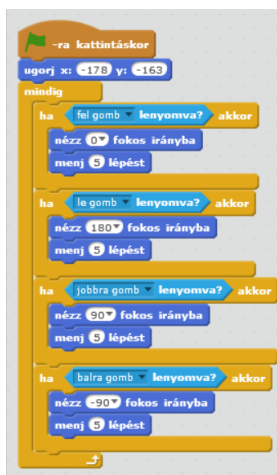 -ra kattintáskor
ugorj x: -178 y: -163
mindig
ha fel gomb lenyomva? akkor
nézz 0 fokos irányba
menj 5 lépést
ha le gomb lenyomva? akkor
nézz 180 fokos irányba
menj 5 lépést
ha jobbra gomb lenyomva? akkor
nézz 90 fokos irányba
menj 5 lépést
ha balra gomb lenyomva? akkor
nézz -90 fokos irányba
menj 5 lépést